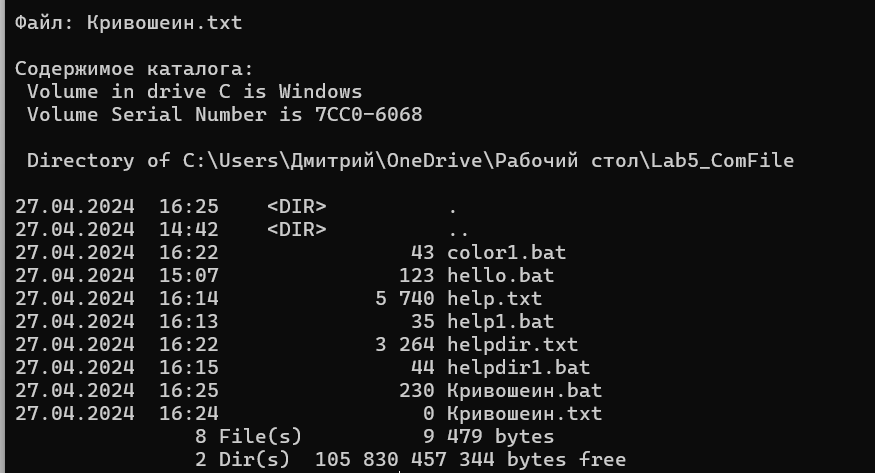 Файл: Кривошеин.txt
Содержимое каталога:
Volume in drive C is Windows
Volume Serial Number is 7CC0-6068
Directory of C:\Users\Дмитрий\OneDrive\Рабочий стол\Lab5_ComFile
27.04.2024  16:25    <DIR>          .
27.04.2024  14:42    <DIR>          ..
27.04.2024  16:22                43 color1.bat
27.04.2024  15:07               123 hello.bat
27.04.2024  16:14             5 740 help.txt
27.04.2024  16:13                35 help1.bat
27.04.2024  16:22             3 264 helpdir.txt
27.04.2024  16:15                44 helpdir1.bat
27.04.2024  16:25               230 Кривошеин.bat
27.04.2024  16:24                 0 Кривошеин.txt
8 File(s)          9 479 bytes
2 Dir(s)  105 830 457 344 bytes free